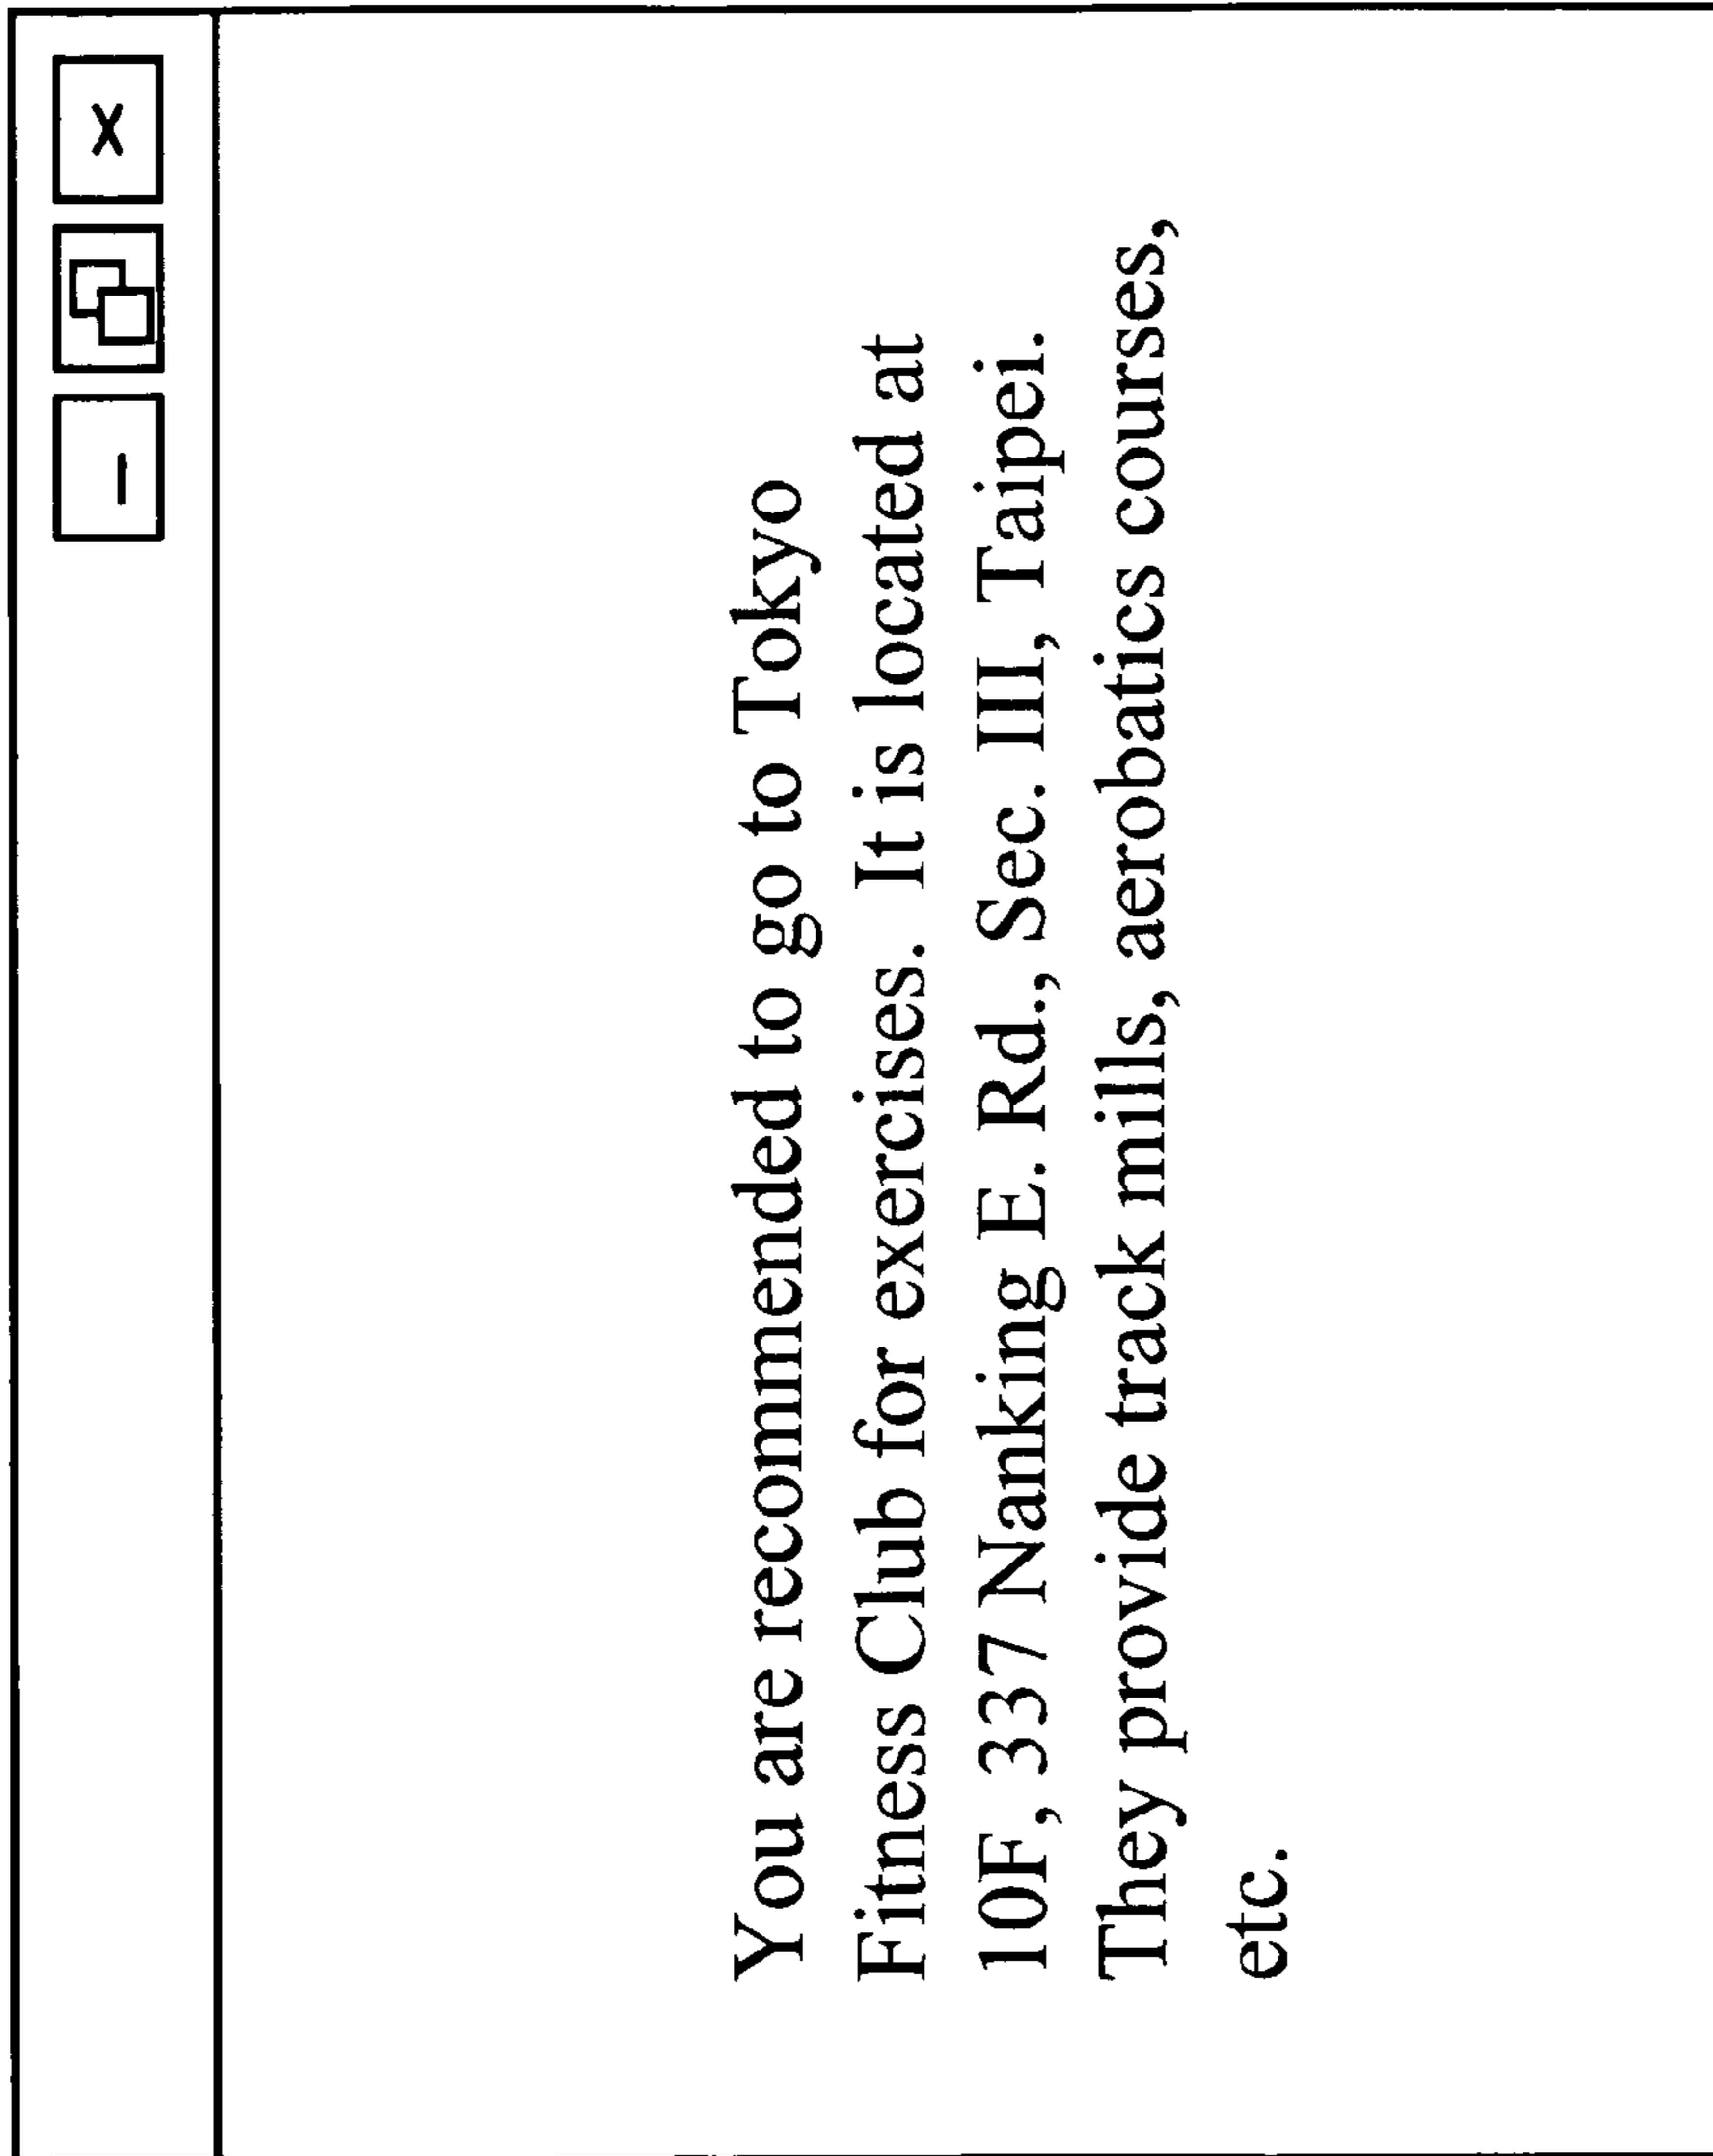 You are recommended to go to Tokyo
Fitness Club for exercises. It is located at
10F, 337 Nanking E. Rd., Sec. III, Taipei.
They provide track mills, aerobatics courses,
etc.